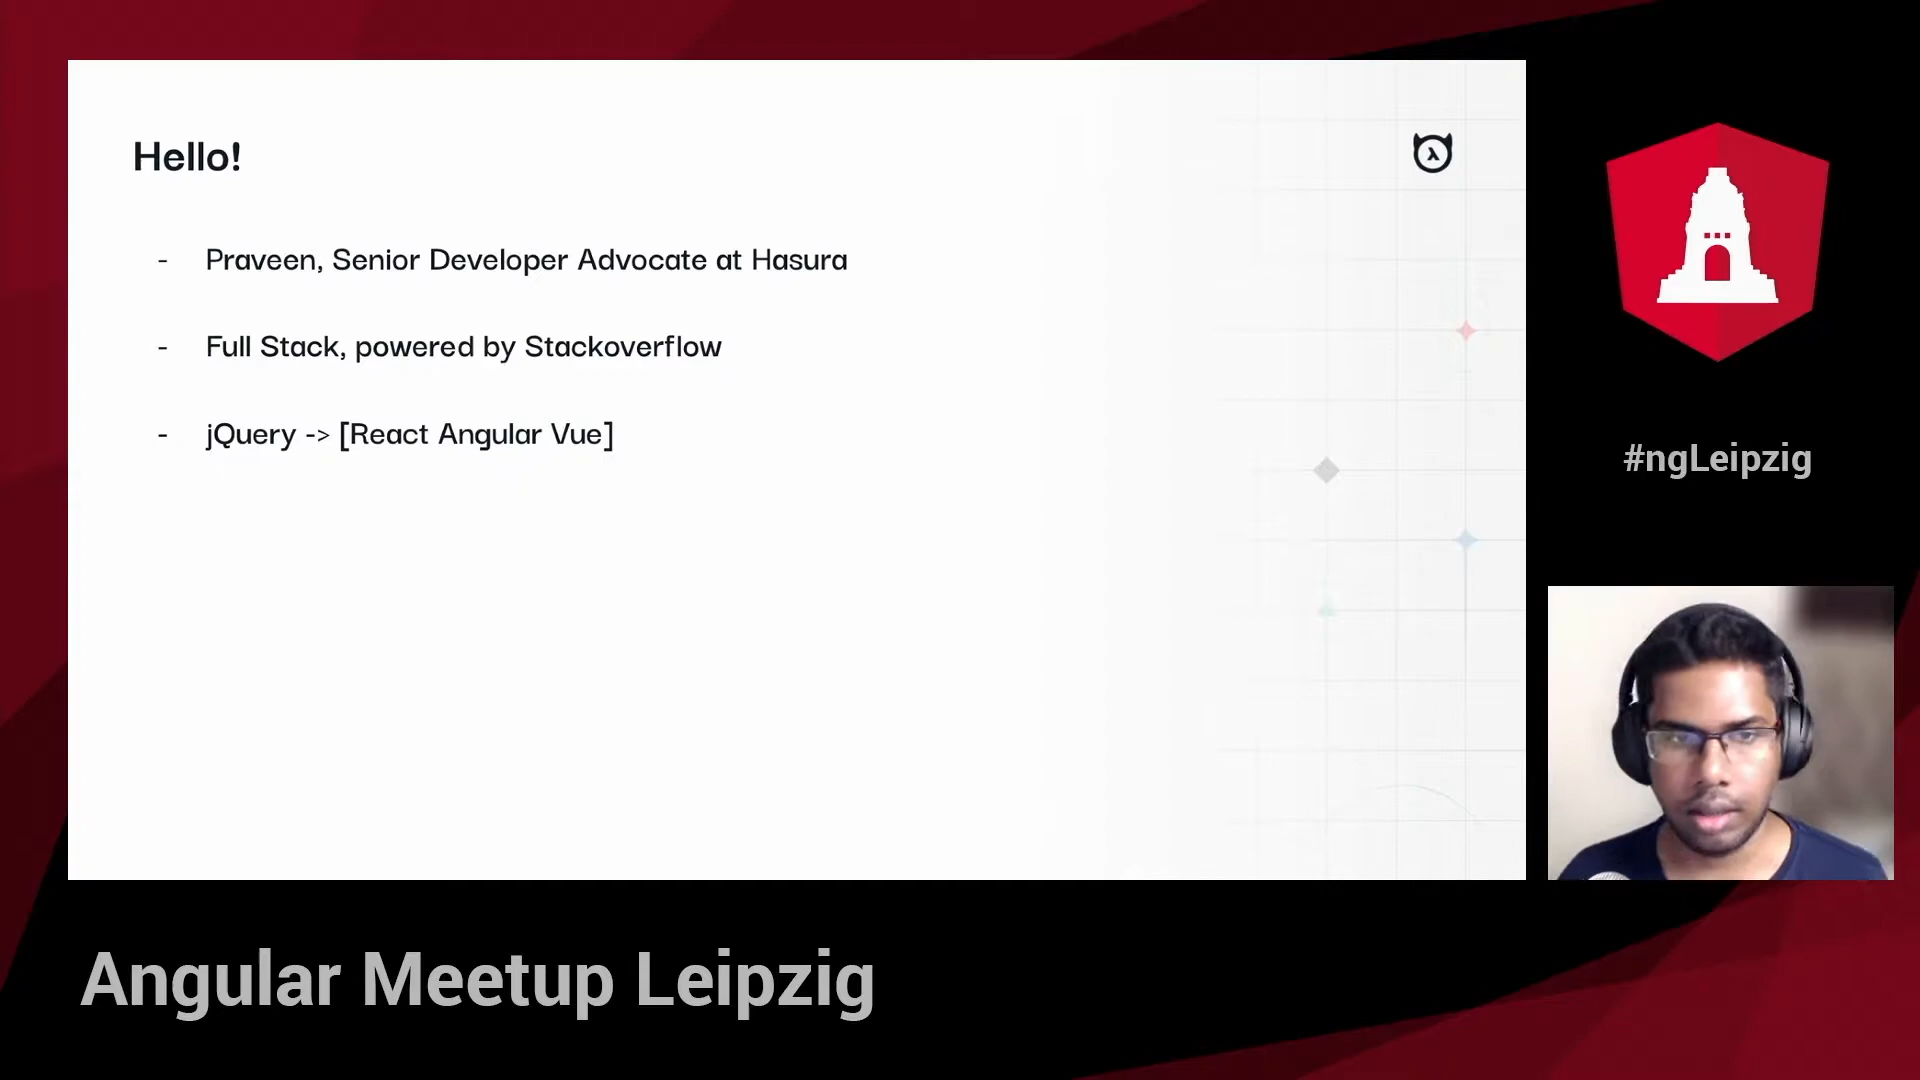 Hello!
- Praveen, Senior Developer Advocate at Hasura
- Full Stack, powered by Stackoverflow
- jQuery -> [React Angular Vue]
λ
#ngLeipzig
Angular Meetup Leipzig